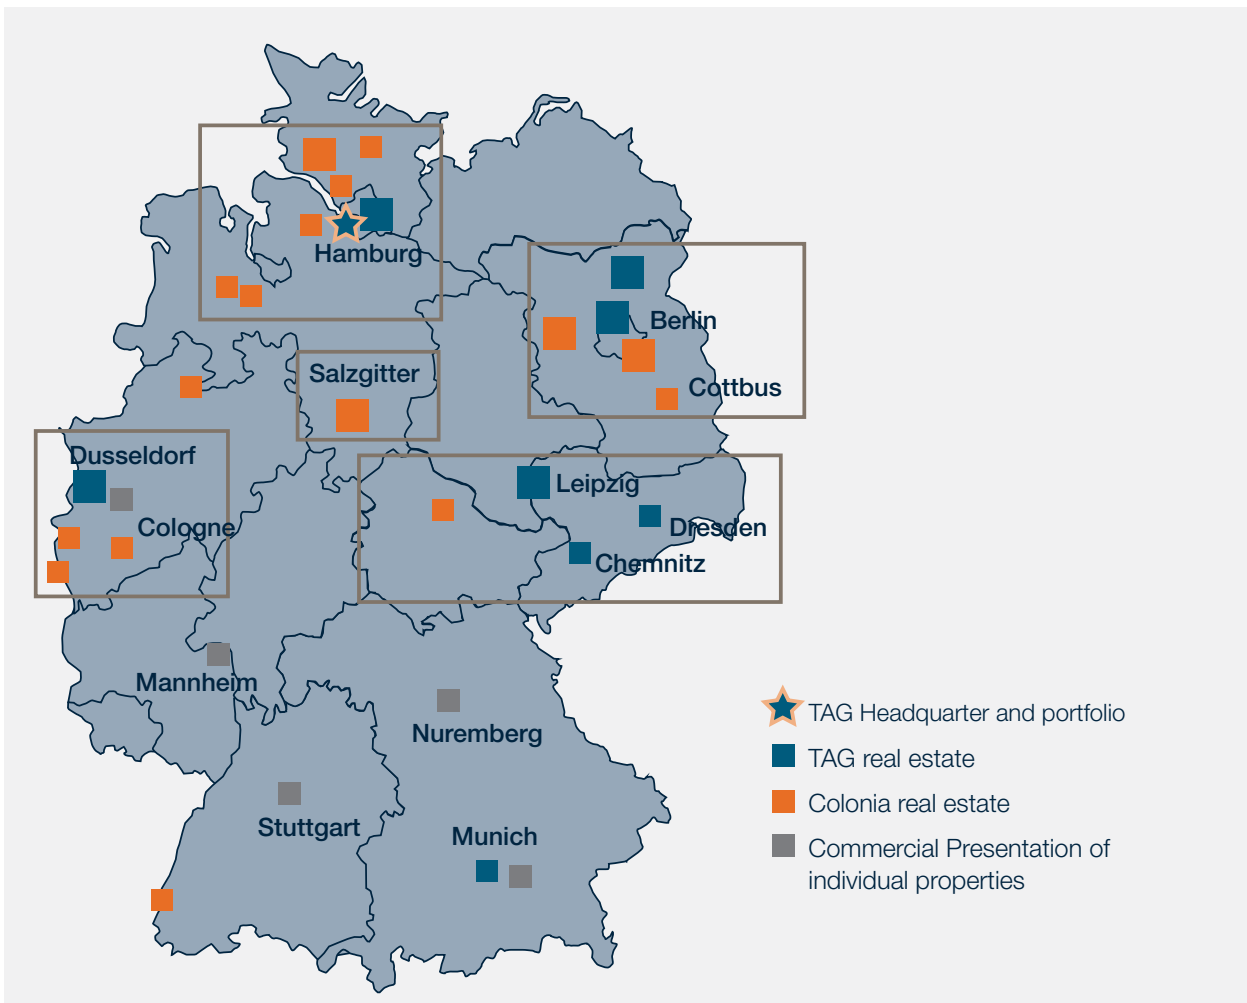 Hamburg
Berlin
Salzgitter
Cottbus
Dusseldorf
Leipzig
Cologne
Dresden
Chemnitz
Mannheim
Nuremberg
Stuttgart
Munich
TAG Headquarter and portfolio
TAG real estate
Colonia real estate
Commercial Presentation of
individual properties